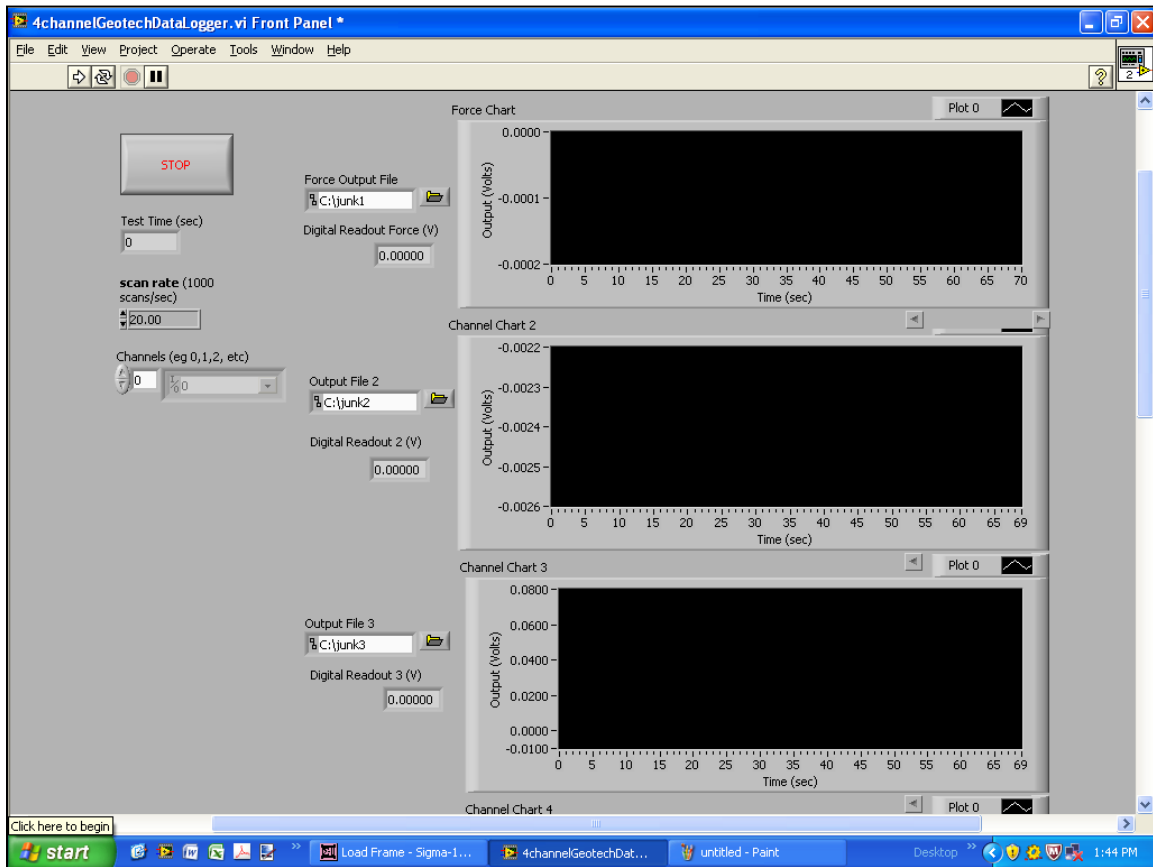 4channelGeotechDataLogger.vi Front Panel *
File Edit View Project Operate Tools Window Help
2
STOP
Test Time (sec)
0
scan rate (1000
scans/sec)
20.00
Channels (eg 0,1,2, etc)
0
0
Force Output File
C:\junk1
Digital Readout Force (V)
0.00000
Output File 2
C:\junk2
Digital Readout 2 (V)
0.00000
Output File 3
C:\junk3
Digital Readout 3 (V)
0.00000
Force Chart
Plot 0
Output (Volts)
0.0000
-0.0001
-0.0002
0 5 10 15 20 25 30 35 40 45 50 55 60 65 70
Time (sec)
Channel Chart 2
Output (Volts)
-0.0022
-0.0023
-0.0024
-0.0025
-0.0026
0 5 10 15 20 25 30 35 40 45 50 55 60 65 69
Time (sec)
Channel Chart 3
Plot 0
Output (Volts)
0.0800
0.0600
0.0400
0.0200
0.0000
-0.0100
0 5 10 15 20 25 30 35 40 45 50 55 60 65 69
Time (sec)
Channel Chart 4
Plot 0
Click here to begin
start
Load Frame - Sigma-1...
4channelGeotechDat...
untitled - Paint
Desktop
1:44 PM